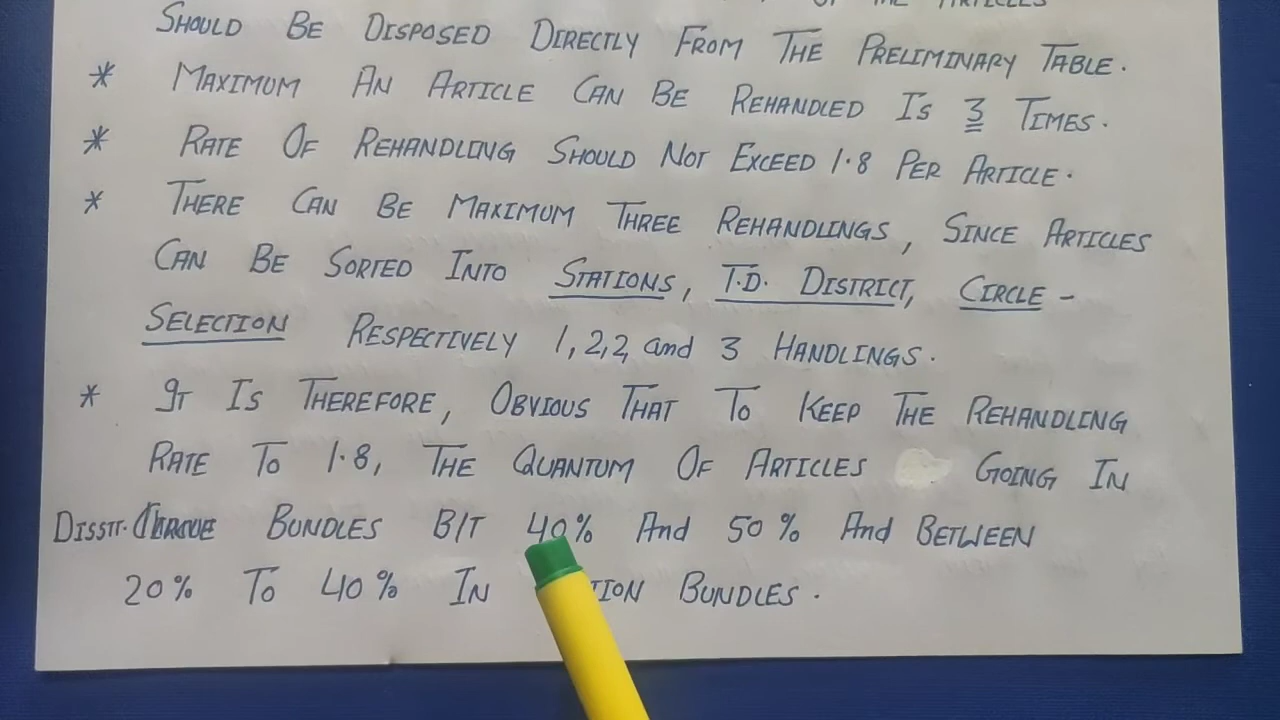 OF THE ARTICLES
SHOULD BE DISPOSED DIRECTLY FROM THE PRELIMINARY TABLE.
* MAXIMUM AN ARTICLE CAN BE REHANDLED IS 3 TIMES.
* RATE OF REHANDLING SHOULD NOT EXCEED 1.8 PER ARTICLE.
* THERE CAN BE MAXIMUM THREE REHANDLINGS, SINCE ARTICLES
CAN BE SORTED INTO STATIONS, T.D. DISTRICT, CIRCLE -
SELECTION RESPECTIVELY 1, 2, 2, and 3 HANDLINGS.
* IT IS THEREFORE, OBVIOUS THAT TO KEEP THE REHANDLING
RATE TO 1.8, THE QUANTUM OF ARTICLES GOING IN
BUNDLES B/T 40% And 50% And BETWEEN
20% TO 40% IN BUNDLES.